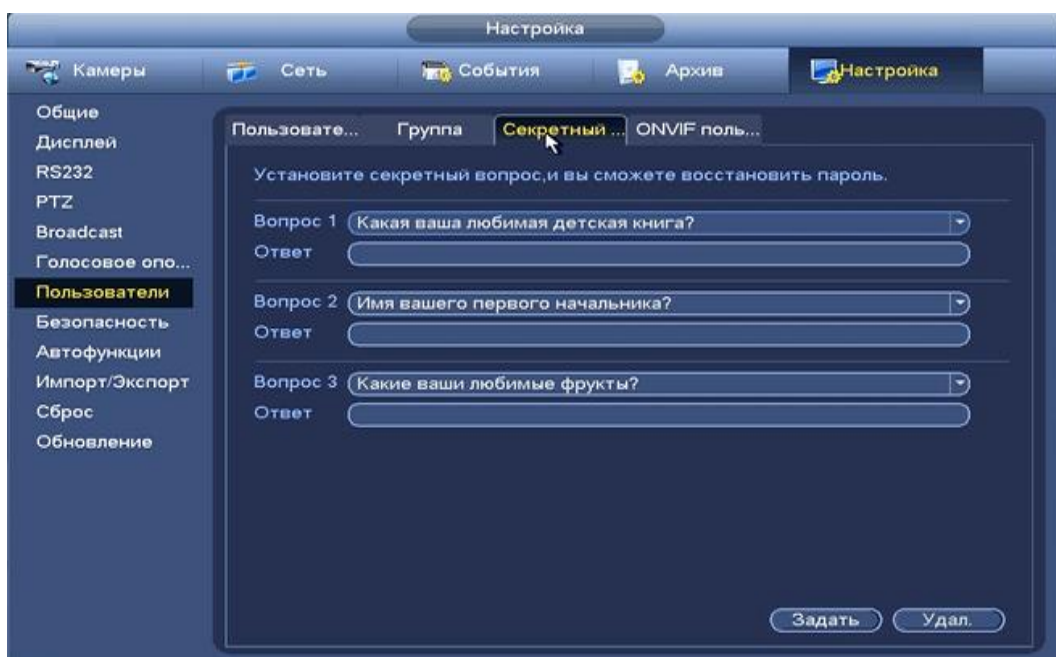 Настройка
Камеры Сеть События Архив Настройка
Общие
Дисплей
RS232
PTZ
Broadcast
Голосовое опо...
Пользователи
Безопасность
Автофункции
Импорт/Экспорт
Сброс
Обновление
Пользовате... Группа Секретный ... ONVIF поль...
Установите секретный вопрос,и вы сможете восстановить пароль.
Вопрос 1 Какая ваша любимая детская книга?
Ответ
Вопрос 2 Имя вашего первого начальника?
Ответ
Вопрос 3 Какие ваши любимые фрукты?
Ответ
Задать Удал.